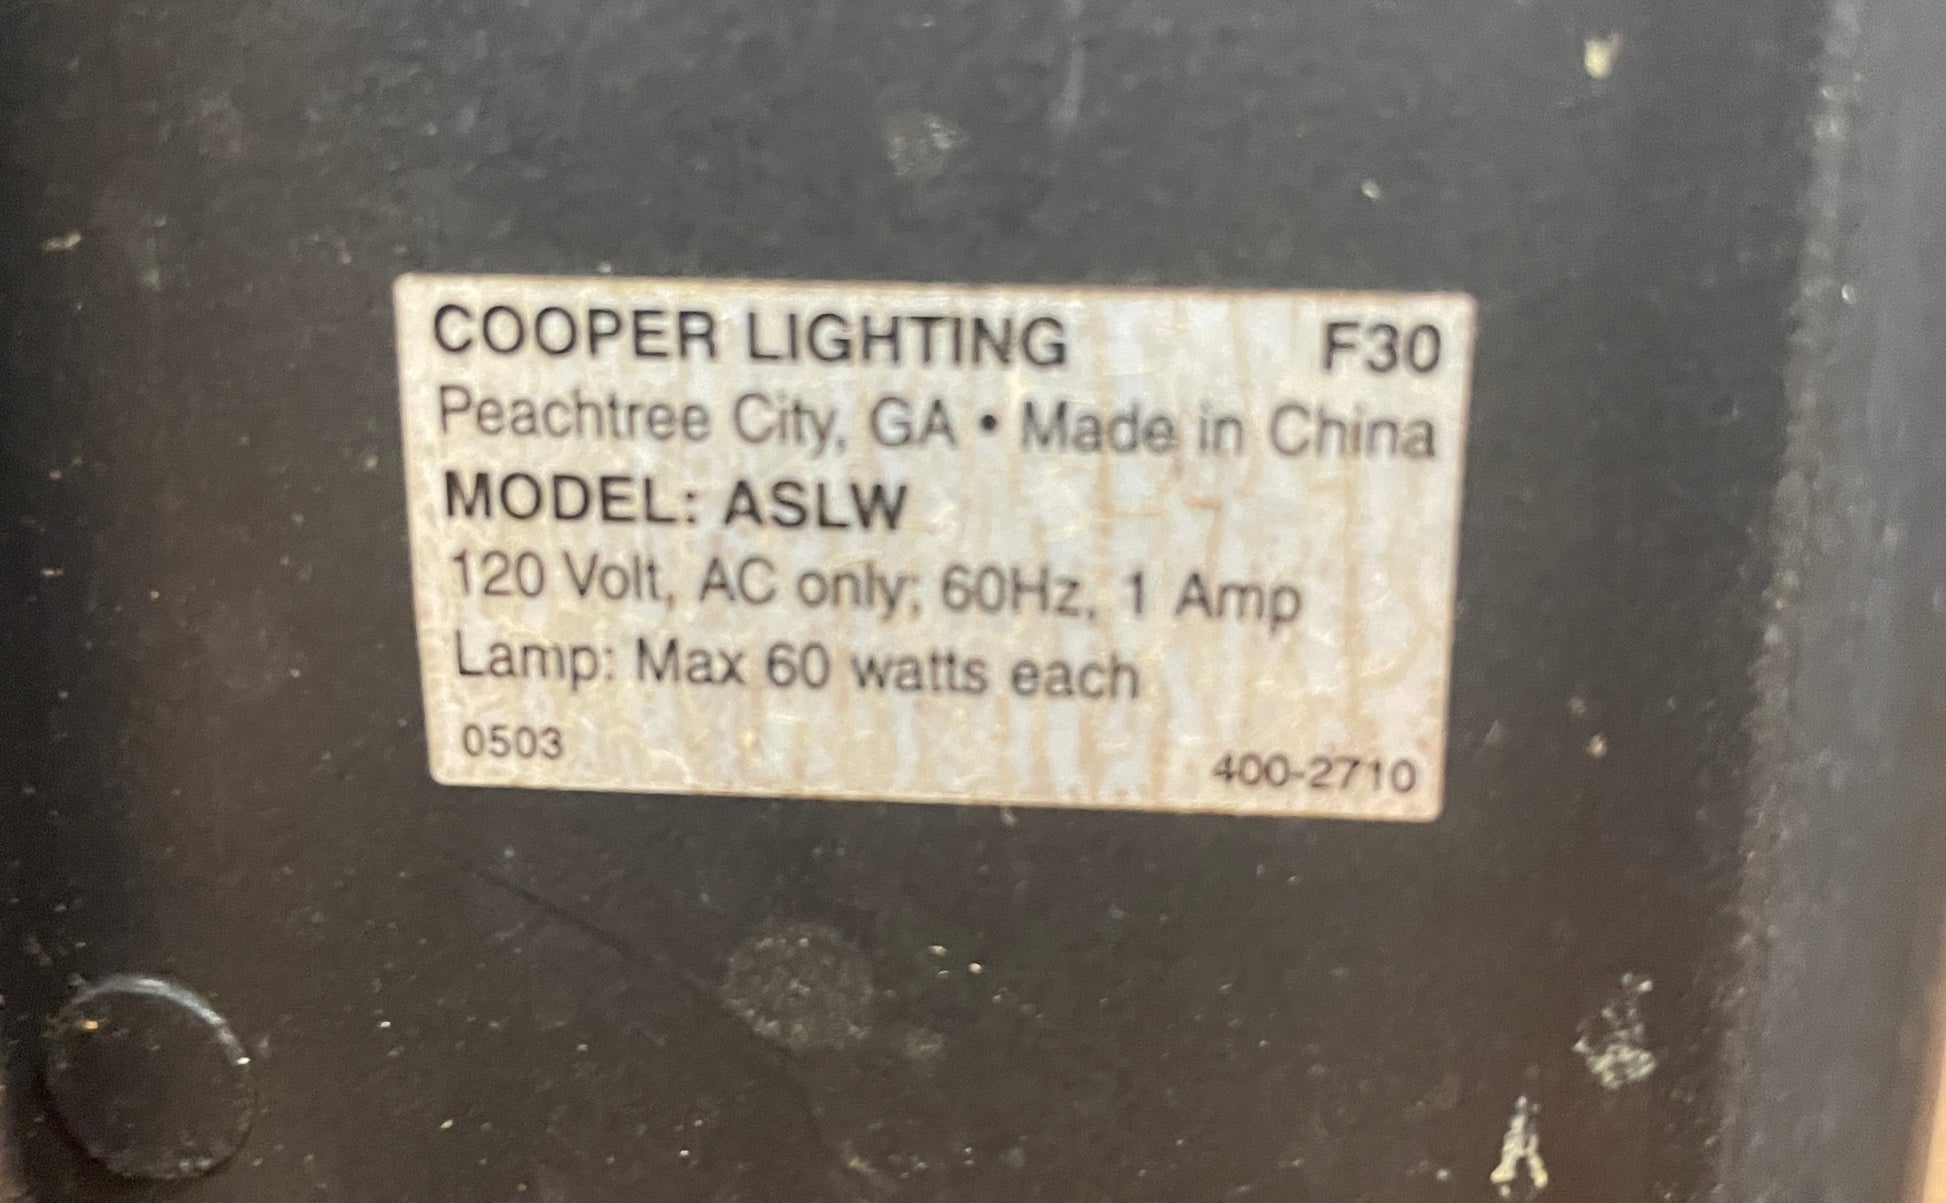 COOPER LIGHTING F30
Peachtree City, GA • Made in China
MODEL: ASLW
120 Volt, AC only; 60Hz, 1 Amp
Lamp: Max 60 watts each
0503 400-2710